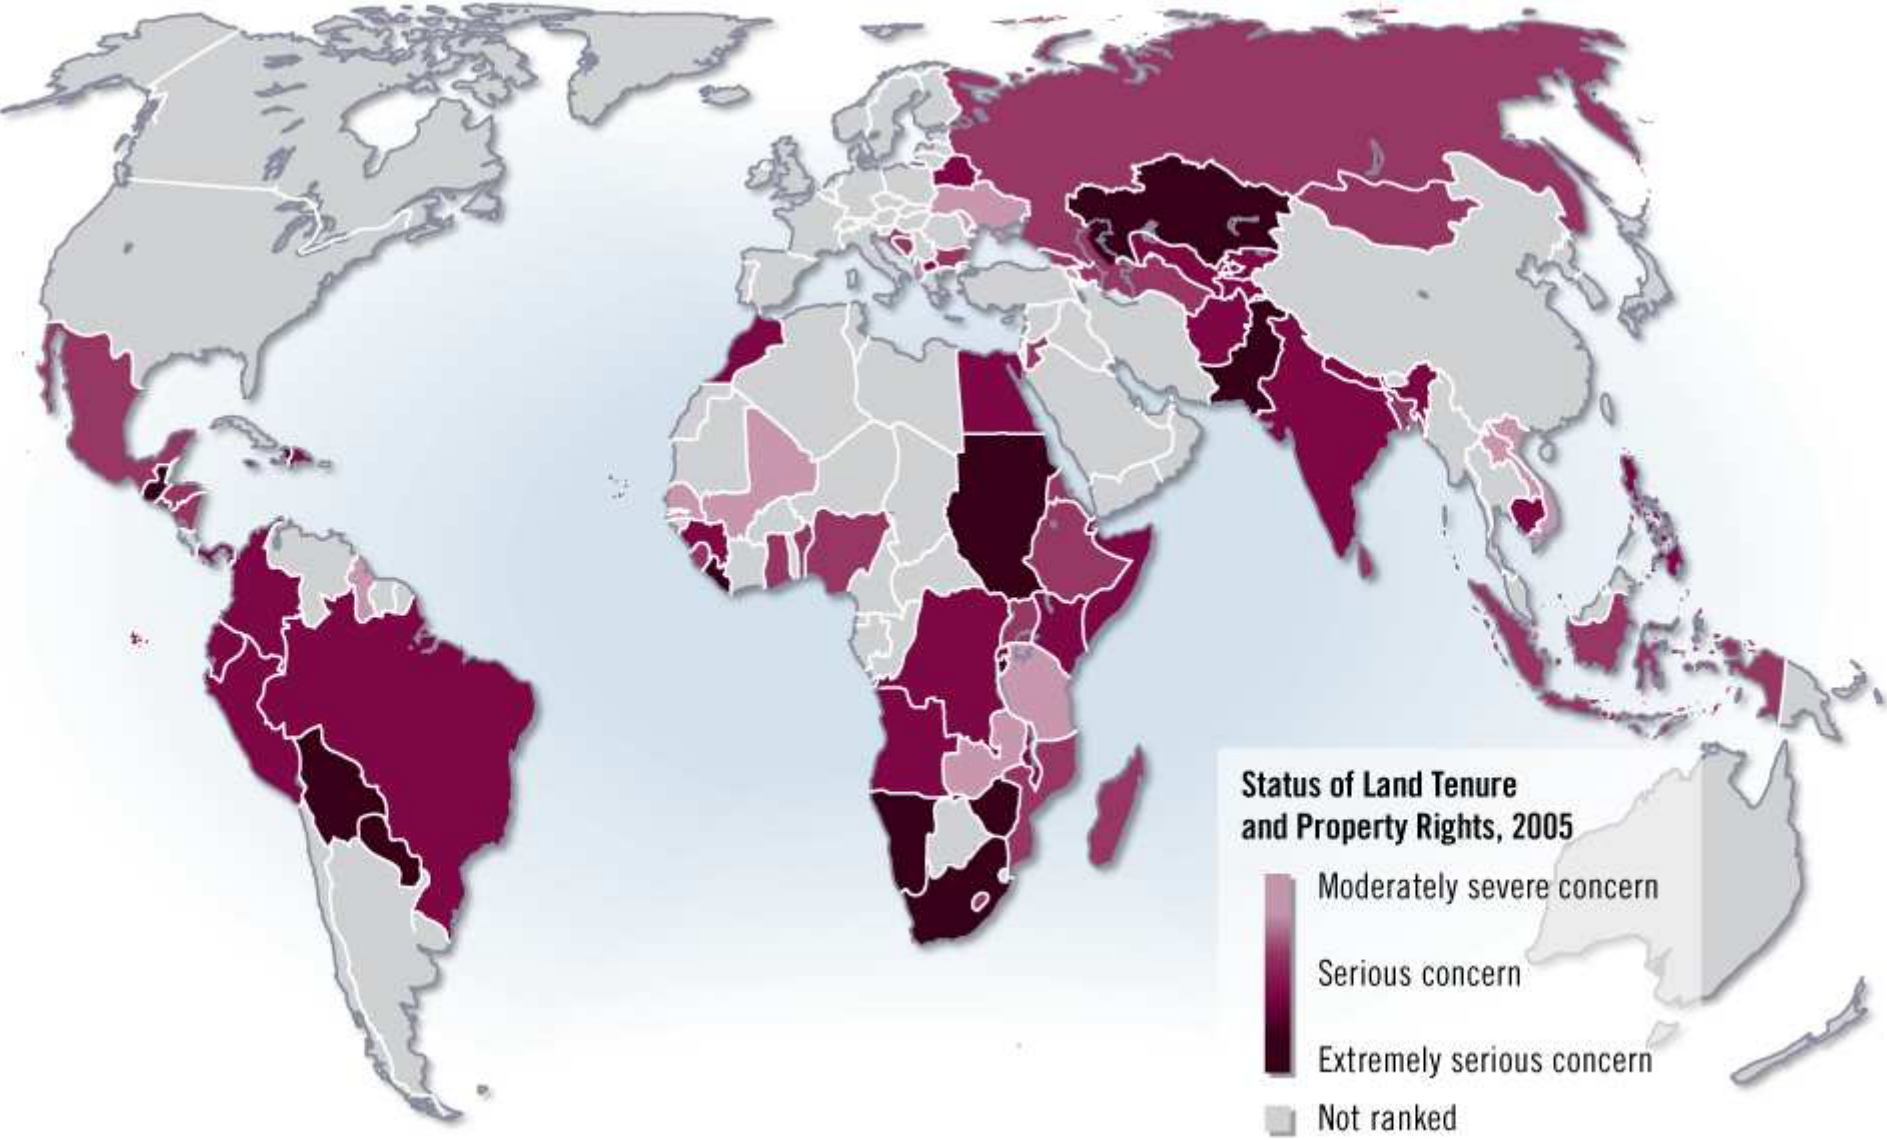 Status of Land Tenure
and Property Rights, 2005
Moderately severe concern
Serious concern
Extremely serious concern
Not ranked